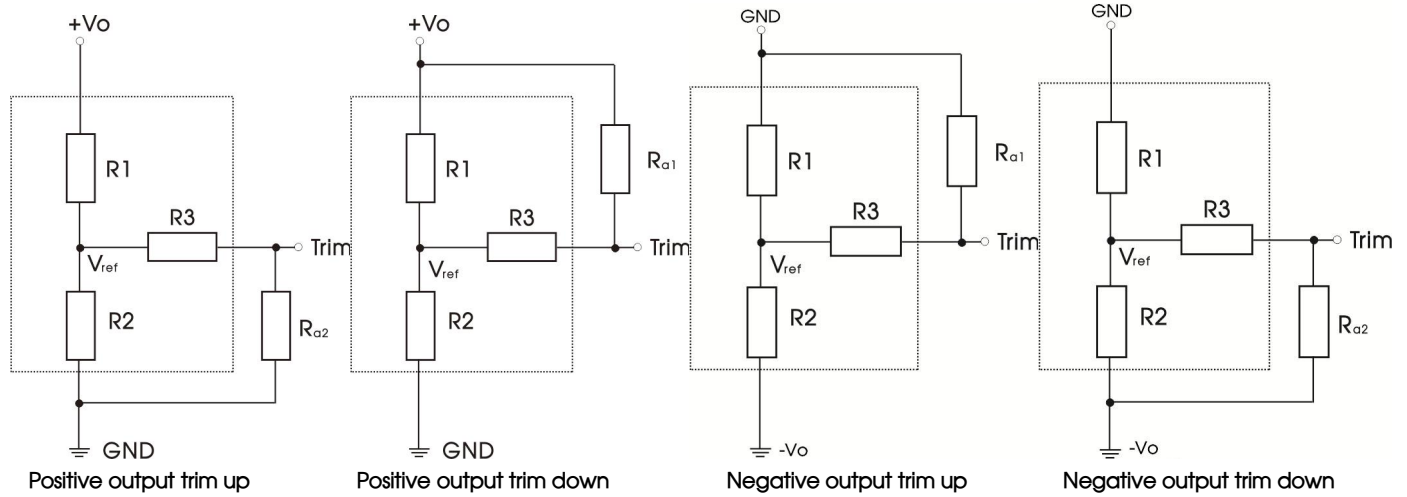 +Vo
R1
R3
Trim
Vref
R2
Ra2
GND
Positive output trim up
+Vo
R1
Ra1
R3
Trim
Vref
R2
GND
Positive output trim down
GND
R1
Ra1
R3
Trim
Vref
R2
-Vo
Negative output trim up
GND
R1
R3
Trim
Vref
R2
Ra2
-Vo
Negative output trim down